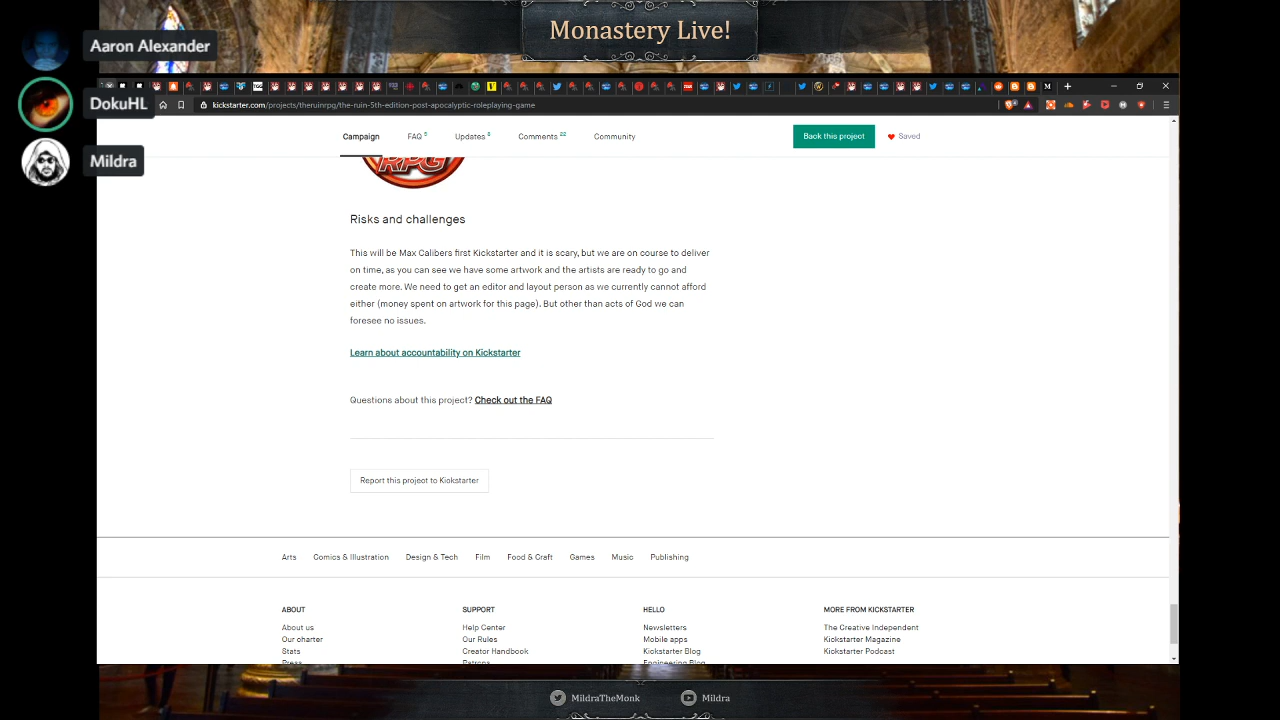 Monastery Live!
Aaron Alexander
DokuHL
Mildra
kickstarter.com/projects/theruinrpg/the-ruin-5th-edition-post-apocalyptic-roleplaying-game
Campaign FAQ 5 Updates 8 Comments 22 Community Back this project Saved
RPG
Risks and challenges
This will be Max Calibers first Kickstarter and it is scary, but we are on course to deliver
on time, as you can see we have some artwork and the artists are ready to go and
create more. We need to get an editor and layout person as we currently cannot afford
either (money spent on artwork for this page). But other than acts of God we can
foresee no issues.
Learn about accountability on Kickstarter
Questions about this project? Check out the FAQ
Report this project to Kickstarter
Arts Comics & Illustration Design & Tech Film Food & Craft Games Music Publishing
ABOUT SUPPORT HELLO MORE FROM KICKSTARTER
About us Help Center Newsletters The Creative Independent
Our charter Our Rules Mobile apps Kickstarter Magazine
Stats Creator Handbook Kickstarter Blog Kickstarter Podcast
Press Patrons Engineering Blog
MildraTheMonk Mildra